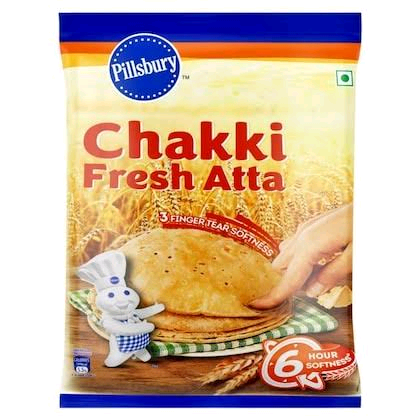 Pillsbury
TM
Chakki
Fresh Atta
3 FINGER TEAR SOFTNESS
6 HOUR
SOFTNESS